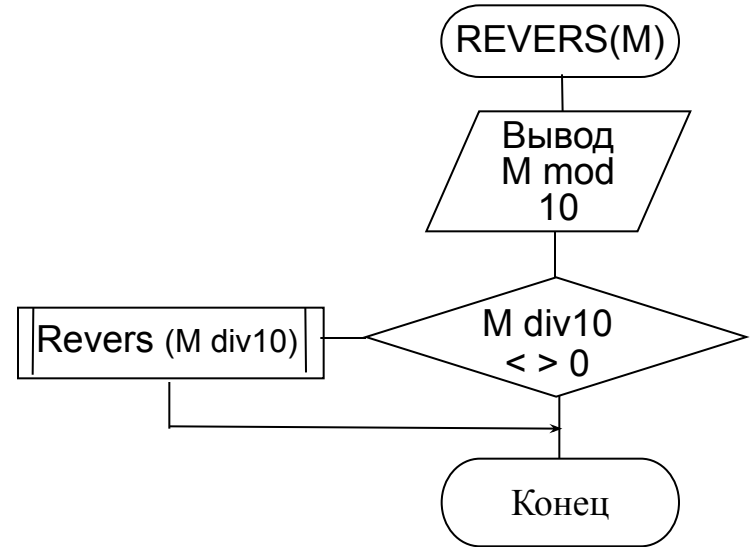 REVERS(M)
Вывод
M mod
10
M div10
< > 0
Revers (M div10)
Конец